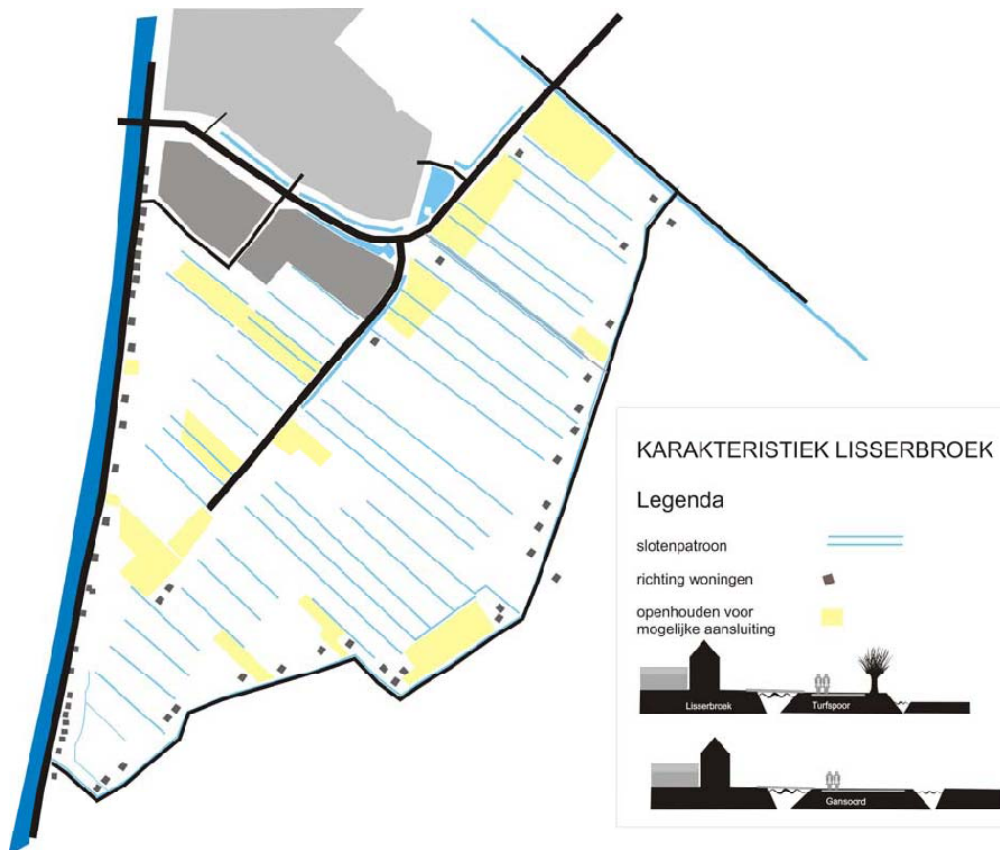 KARAKTERISTIEK LISSERBROEK
Legenda
slotenpatroon
richting woningen
openhouden voor
mogelijke aansluiting
Lisserbroek
Turfspoor
Gansoord